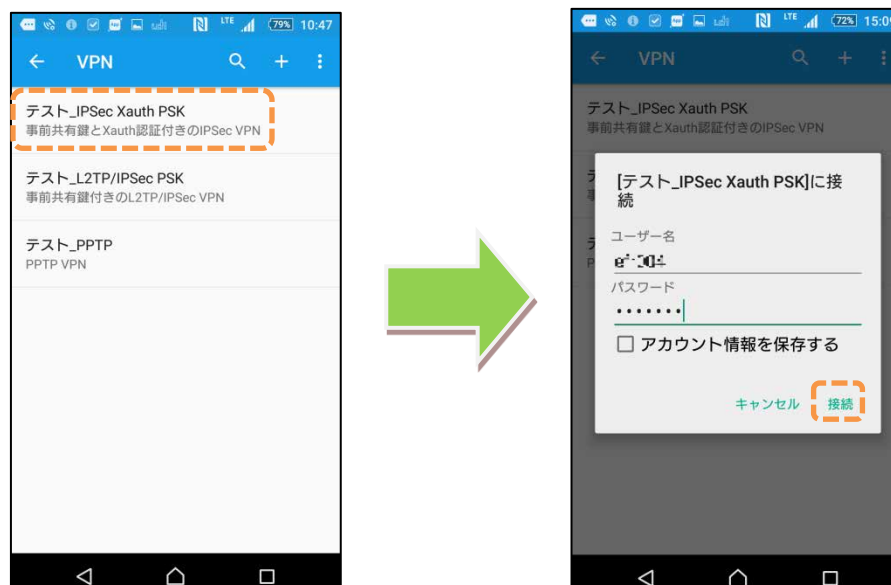 LTE 79% 10:47
VPN
テスト_IPSec Xauth PSK
事前共有鍵とXauth認証付きのIPSec VPN
テスト_L2TP/IPSec PSK
事前共有鍵付きのL2TP/IPSec VPN
テスト_PPTP
PPTP VPN
LTE 72% 15:09
VPN
テスト_IPSec Xauth PSK
事前共有鍵とXauth認証付きのIPSec VPN
[テスト_IPSec Xauth PSK]に接
続
ユーザー名
パスワード
•••••••
アカウント情報を保存する
キャンセル 接続